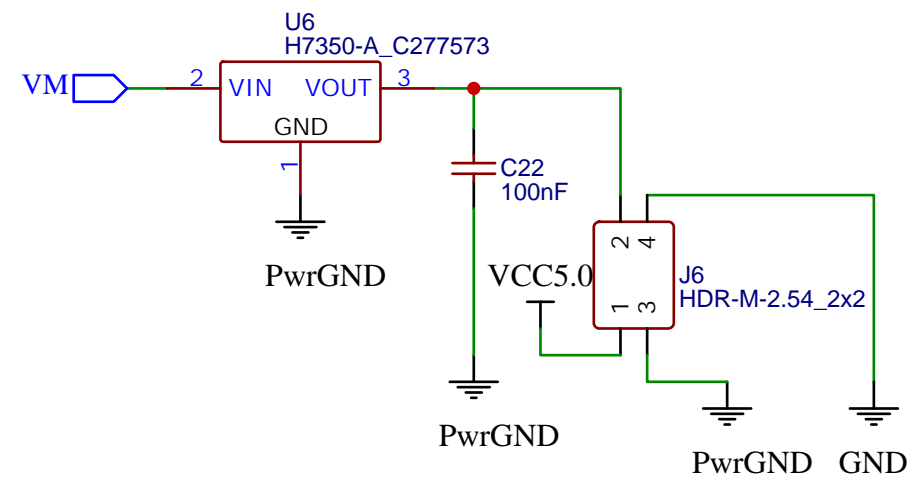 U6
H7350-A_C277573
VM
2
VIN
VOUT
3
GND
1
PwrGND
C22
100nF
2
4
VCC5.0
1
3
J6
HDR-M-2.54_2x2
PwrGND
PwrGND
GND